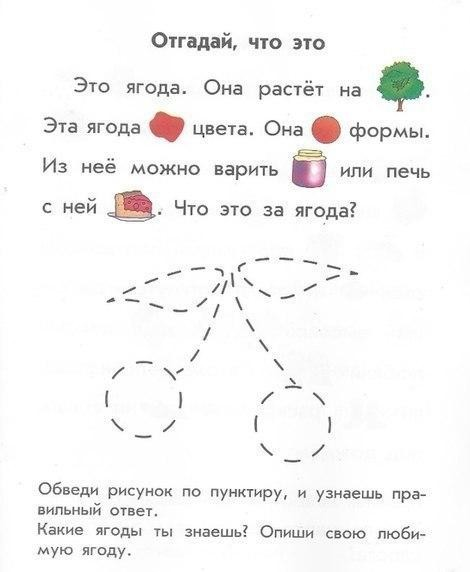 Отгадай, что это
Это ягода. Она растёт на .
Эта ягода цвета. Она формы.
Из неё можно варить или печь
с ней . Что это за ягода?
Обведи рисунок по пунктиру, и узнаешь пра-
вильный ответ.
Какие ягоды ты знаешь? Опиши свою люби-
мую ягоду.